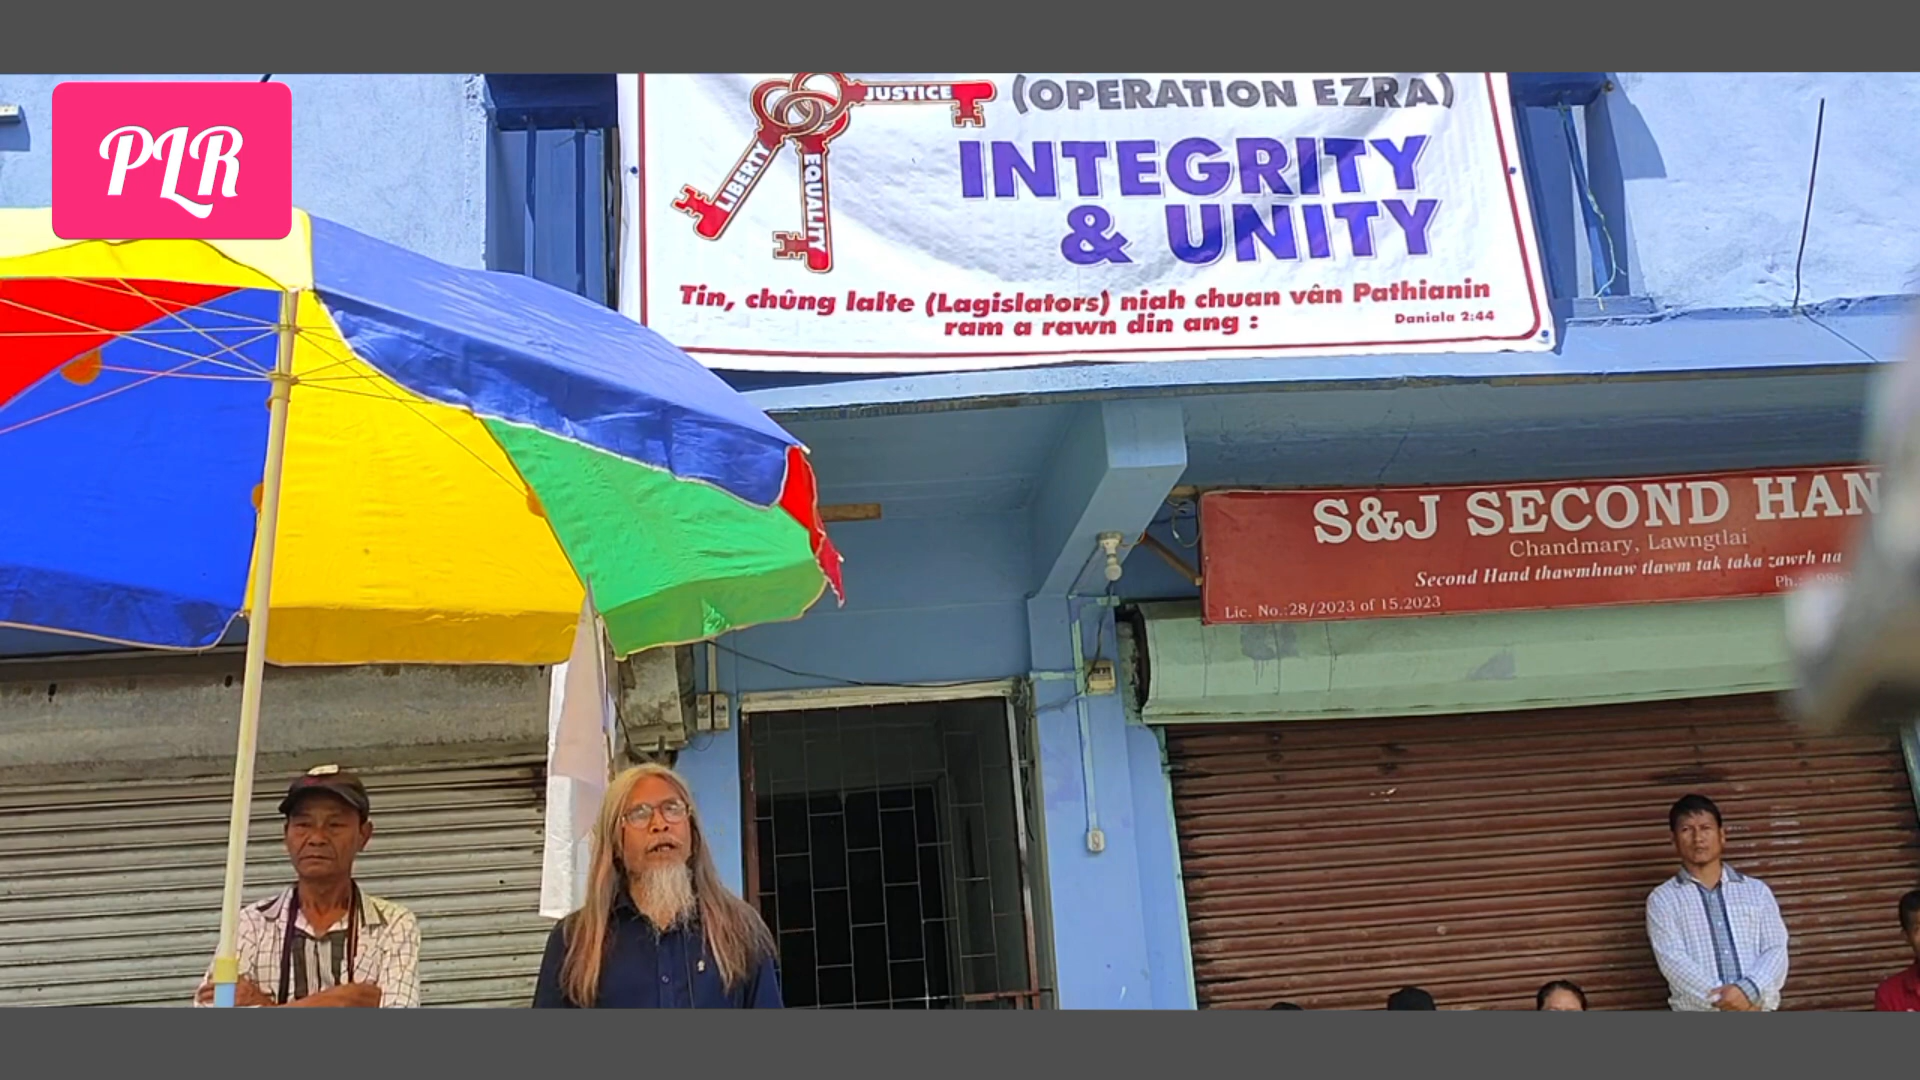 PLR
JUSTICE
LIBERTY
EQUALITY
(OPERATION EZRA)
INTEGRITY
& UNITY
Tin, chûng lalte (Lagislators) niah chuan vân Pathianin
ram a rawn din ang :
Daniala 2:44
S&J SECOND HAN
Chandmary, Lawngtlai
Second Hand thawmhnaw tlawm tak taka zawrh na
Ph.:
Lic. No.:28/2023 of 15.2023